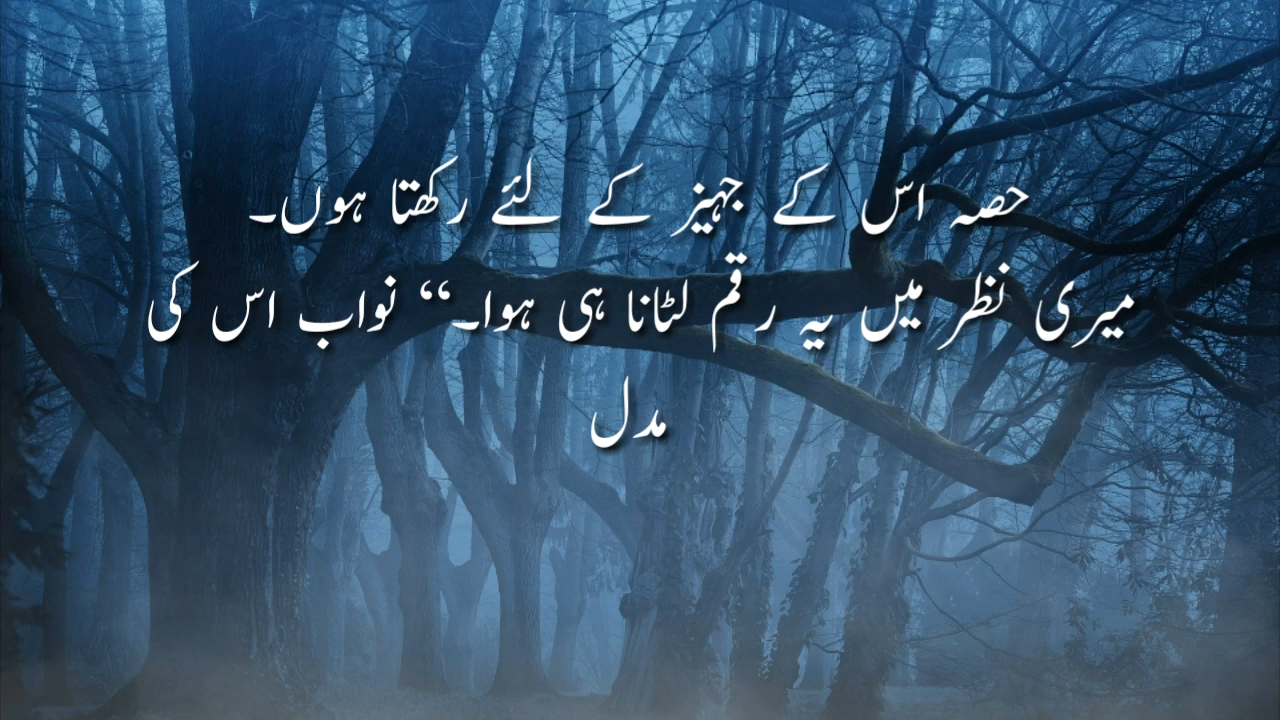 حصہ اس کے جہیز کے لئے رکھتا ہوں۔
میری نظر میں یہ رقم لٹانا ہی ہوا۔‘‘ نواب اس کی
مدل